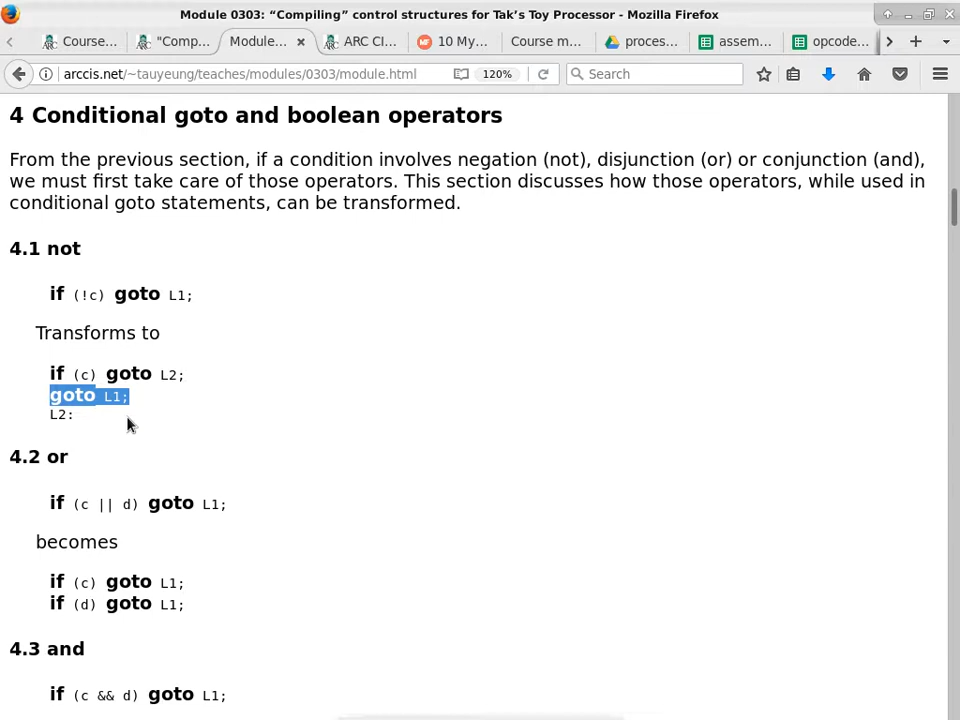 Module 0303: “Compiling” control structures for Tak’s Toy Processor - Mozilla Firefox
Course... "Comp... Module... ARC CI... 10 My... Course m... proces... assem... opcode...
arccis.net/~tauyeung/teaches/modules/0303/module.html 120% Search
4 Conditional goto and boolean operators
From the previous section, if a condition involves negation (not), disjunction (or) or conjunction (and),
we must first take care of those operators. This section discusses how those operators, while used in
conditional goto statements, can be transformed.
4.1 not
if (!c) goto L1;
Transforms to
if (c) goto L2;
goto L1;
L2:
4.2 or
if (c || d) goto L1;
becomes
if (c) goto L1;
if (d) goto L1;
4.3 and
if (c && d) goto L1;